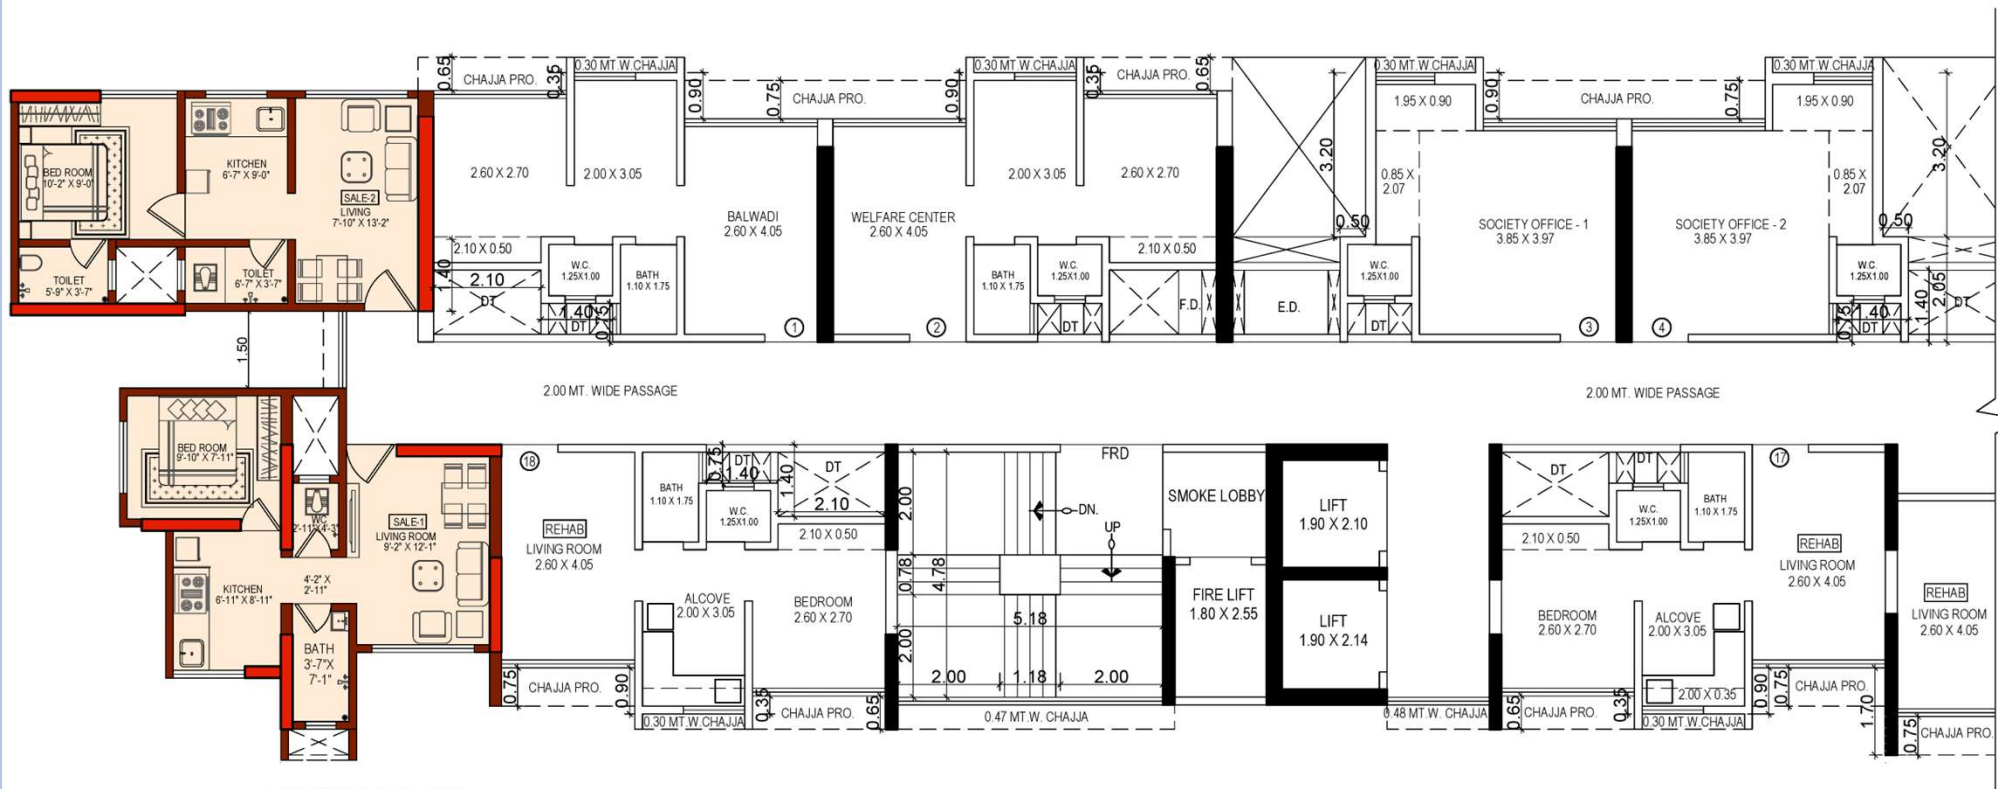 0.65
CHAJJA PRO.
0.35
0.30 MT.W.CHAJJA
0.90
0.75
CHAJJA PRO.
0.90
0.30 MT.W.CHAJJA
0.35
CHAJJA PRO.
0.65
0.30 MT.W.CHAJJA
0.90
CHAJJA PRO.
0.75
0.30 MT.W.CHAJJA
1.95 X 0.90
1.95 X 0.90
3.20
3.20
BED ROOM
10'-2" X 9'-0"
KITCHEN
6'-7" X 9'-0"
SALE-2
LIVING
7'-10" X 13'-2"
TOILET
5'-9" X 3'-7"
TOILET
6'-7" X 3'-7"
2.60 X 2.70
2.00 X 3.05
BALWADI
2.60 X 4.05
WELFARE CENTER
2.60 X 4.05
2.00 X 3.05
2.60 X 2.70
0.85 X
2.07
0.50
SOCIETY OFFICE - 1
3.85 X 3.97
SOCIETY OFFICE - 2
3.85 X 3.97
0.85 X
2.07
0.50
2.10 X 0.50
1.40
2.10
DT
W.C.
1.25X1.00
BATH
1.10 X 1.75
1.40
DT
0.75
1
2
BATH
1.10 X 1.75
W.C.
1.25X1.00
DT
2.10 X 0.50
F.D.
E.D.
W.C.
1.25X1.00
DT
3
4
W.C.
1.25X1.00
0.75
1.40
DT
1.40
2.05
DT
1.50
2.00 MT. WIDE PASSAGE
2.00 MT. WIDE PASSAGE
BED ROOM
9'-10" X 7'-11"
WC
2'-11"X4'-3"
SALE-1
LIVING ROOM
9'-2" X 12'-1"
KITCHEN
6'-11" X 8'-11"
4'-2" X
2'-11"
BATH
3'-7"X
7'-1"
18
REHAB
LIVING ROOM
2.60 X 4.05
BATH
1.10 X 1.75
0.75
DT
1.40
W.C.
1.25X1.00
1.40
DT
2.10
2.10 X 0.50
ALCOVE
2.00 X 3.05
BEDROOM
2.60 X 2.70
0.75
CHAJJA PRO.
0.90
0.30 MT.W.CHAJJA
0.35
CHAJJA PRO.
0.65
2.00
0.78
4.78
2.00
FRD
DN.
UP
5.18
2.00
1.18
2.00
0.47 MT.W. CHAJJA
SMOKE LOBBY
FIRE LIFT
1.80 X 2.55
LIFT
1.90 X 2.10
LIFT
1.90 X 2.14
0.48 MT.W. CHAJJA
DT
DT
W.C.
1.25X1.00
BATH
1.10 X 1.75
2.10 X 0.50
17
REHAB
LIVING ROOM
2.60 X 4.05
BEDROOM
2.60 X 2.70
ALCOVE
2.00 X 3.05
2.00 X 0.35
0.65
CHAJJA PRO.
0.35
0.30 MT.W.CHAJJA
0.90
0.75
CHAJJA PRO.
1.70
REHAB
LIVING ROOM
2.60 X 4.05
0.75
CHAJJA PRO.